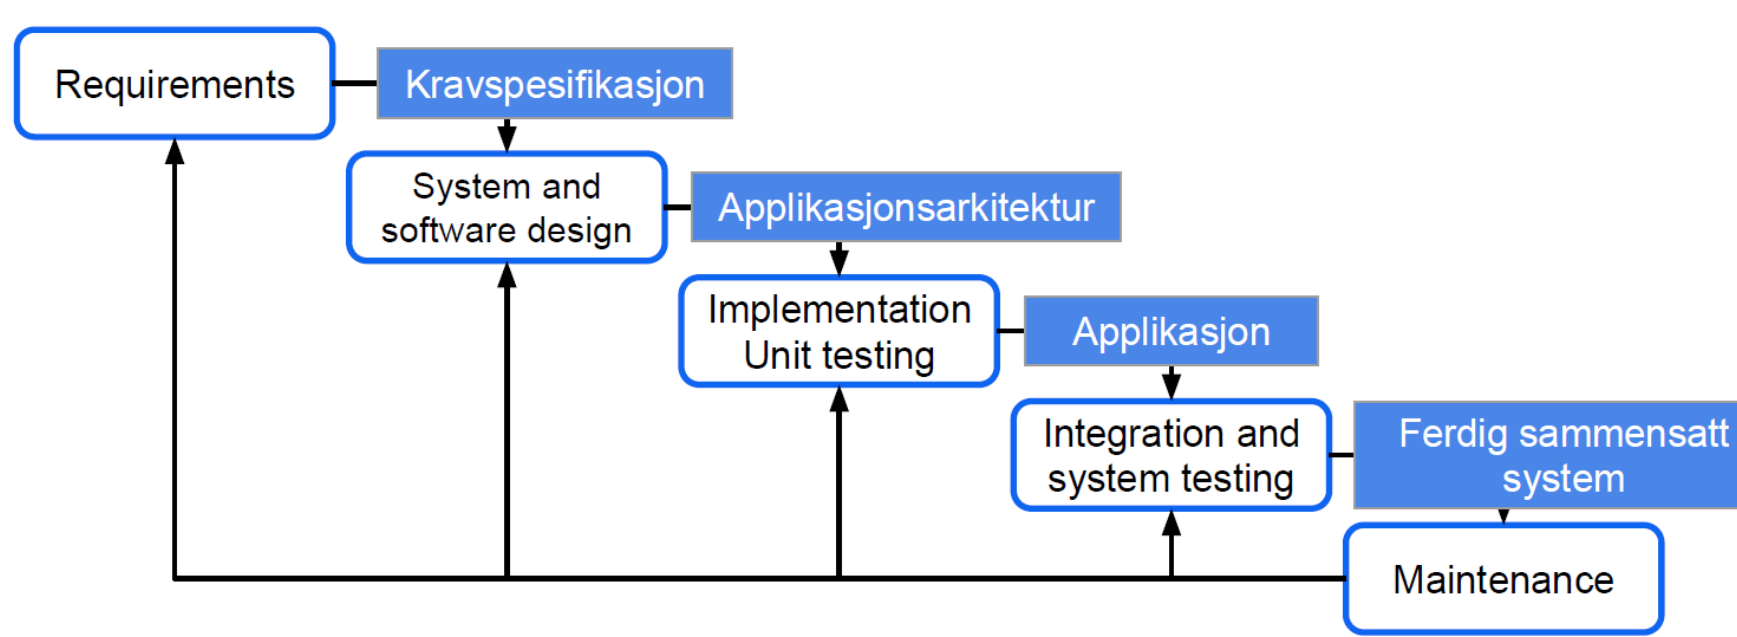 Requirements
Kravspesifikasjon
System and
software design
Applikasjonsarkitektur
Implementation
Unit testing
Applikasjon
Integration and
system testing
Ferdig sammensatt
system
Maintenance